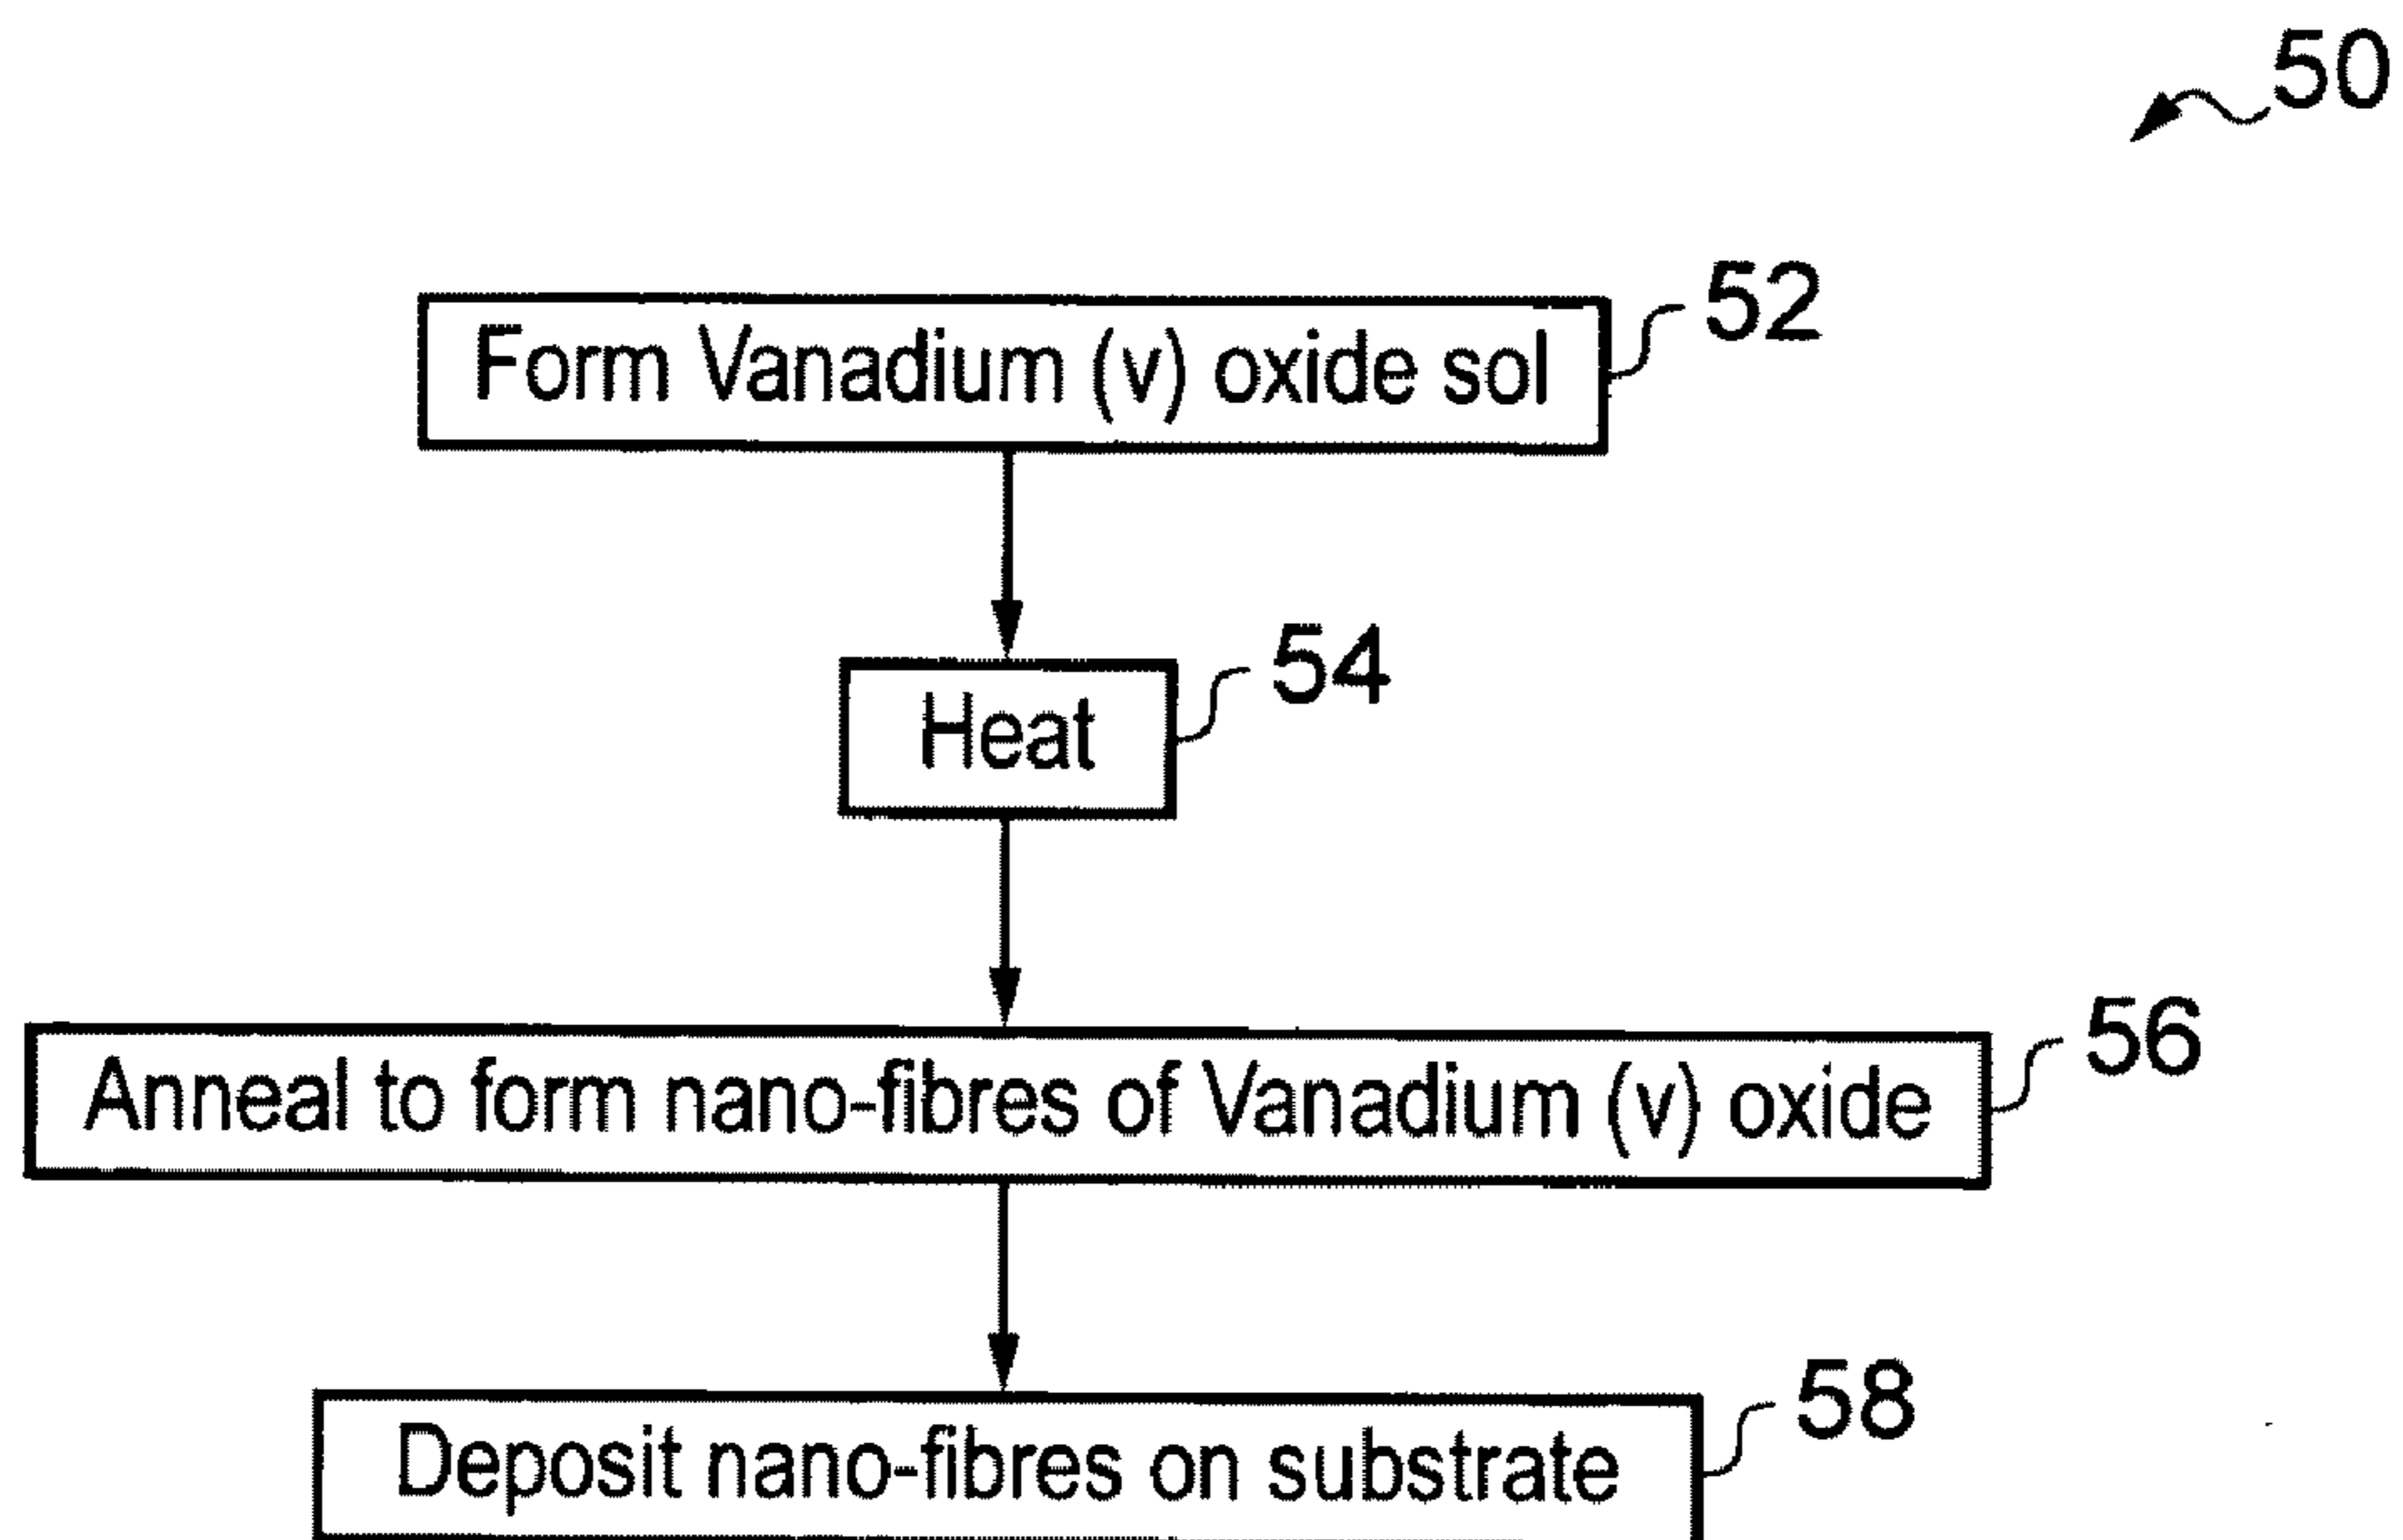 50
Form Vanadium (v) oxide sol
52
Heat
54
Anneal to form nano-fibres of Vanadium (v) oxide
56
Deposit nano-fibres on substrate
58